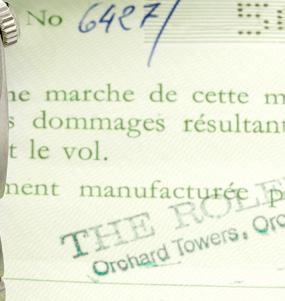 No 6427/
ne marche de cette m
s dommages résultant
t le vol.
ment manufacturée p
THE ROLE
Orchard Towers, Orc